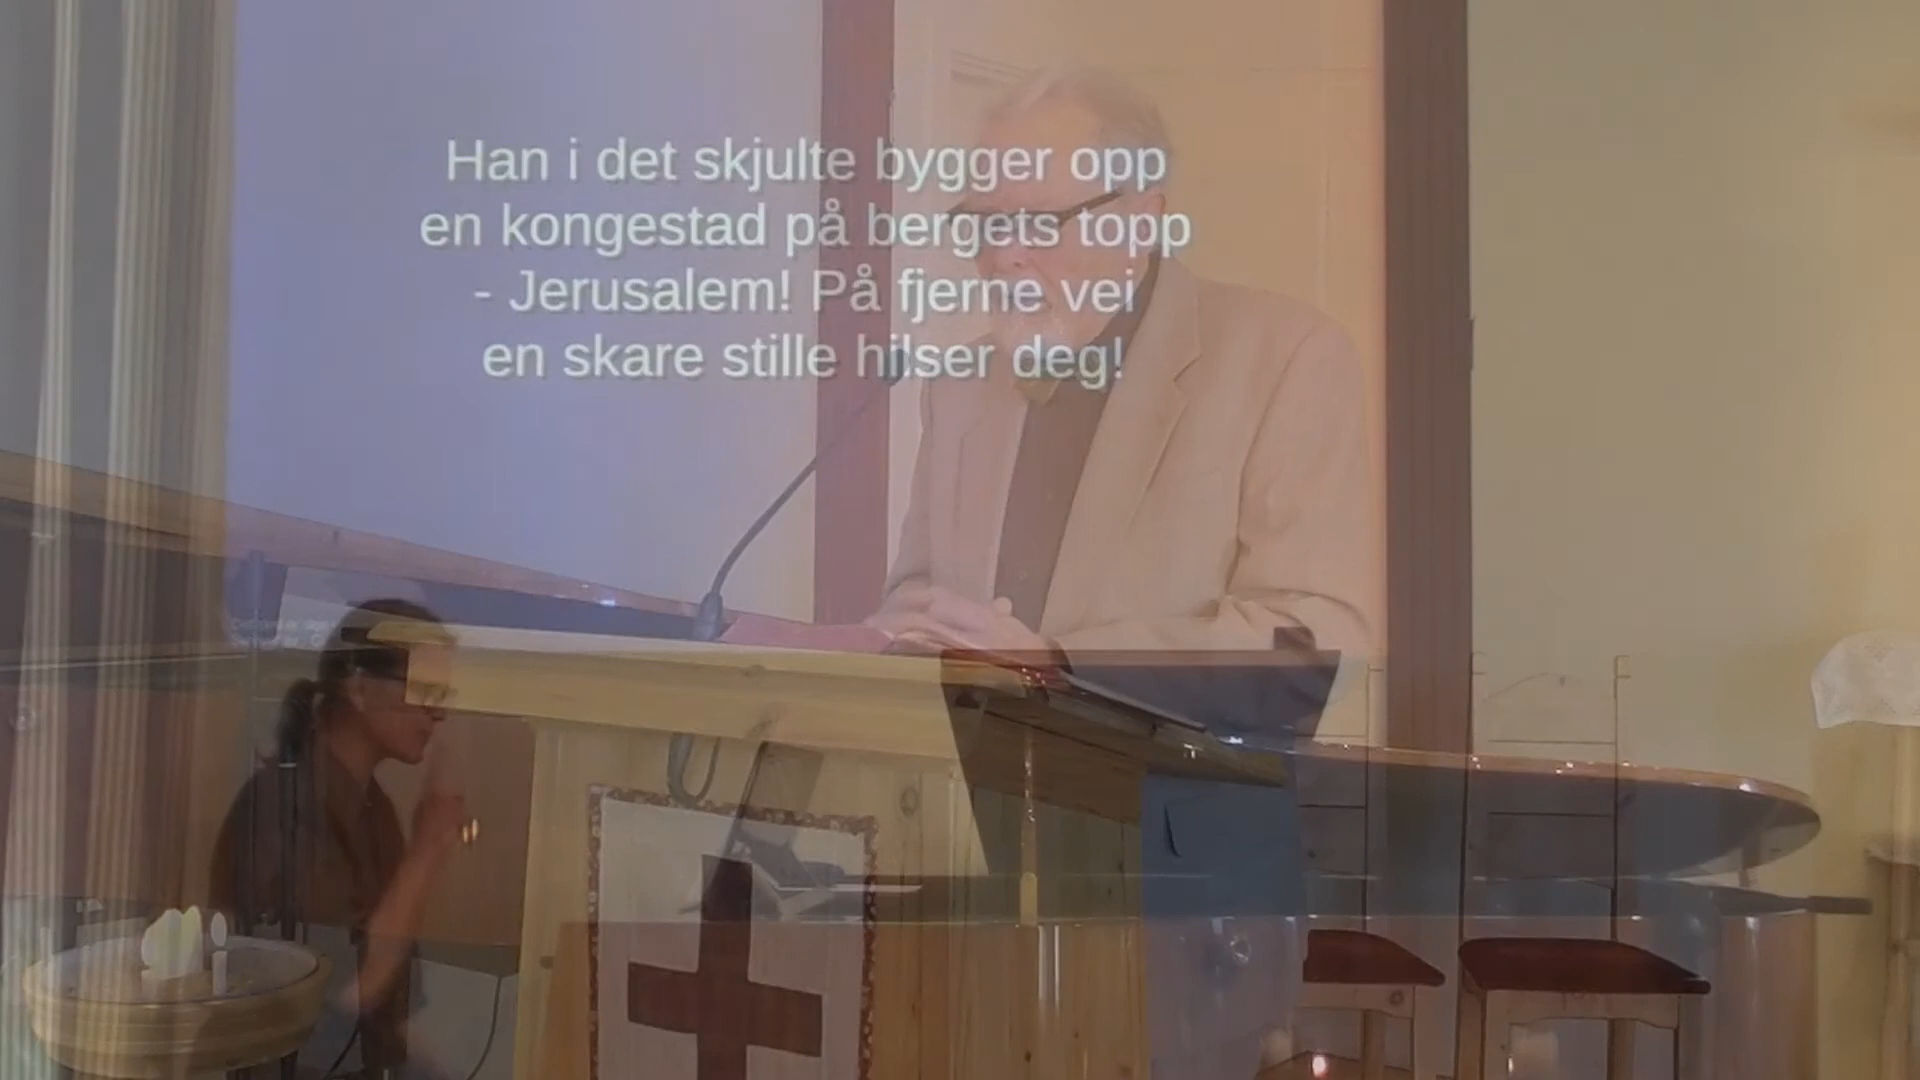 Han i det skjulte bygger opp
en kongestad på bergets topp
- Jerusalem! På fjerne vei
en skare stille hilser deg!